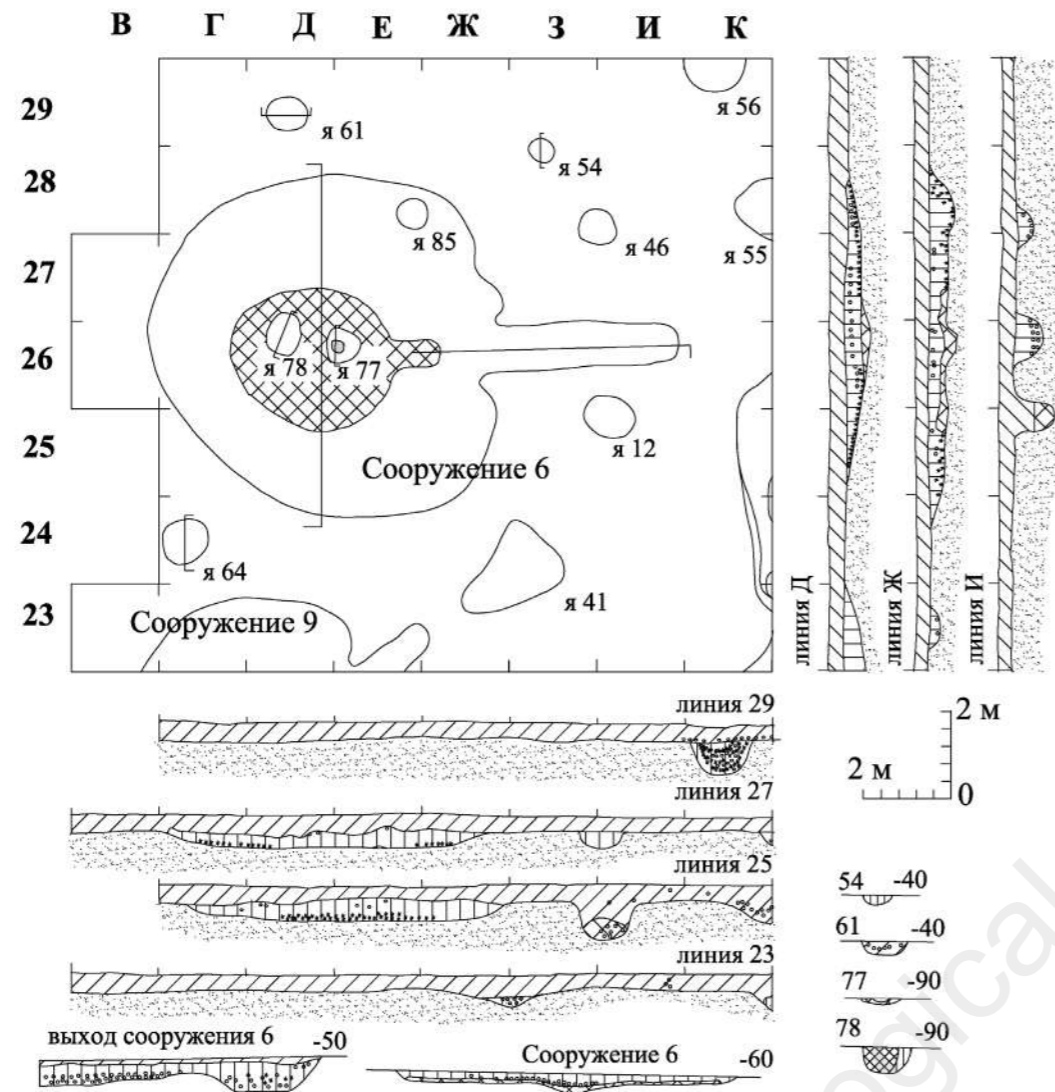 В Г Д Е Ж З И К
29
я 61
я 54
я 56
28
я 85
я 46
я 55
27
26
я 78
я 77
25
я 12
Сооружение 6
24
я 64
я 41
23
Сооружение 9
линия Д
линия Ж
линия И
линия 29
2 м
2 м
0
линия 27
линия 25
54 -40
61 -40
линия 23
77 -90
78 -90
выход сооружения 6 -50
Сооружение 6 -60
ogical